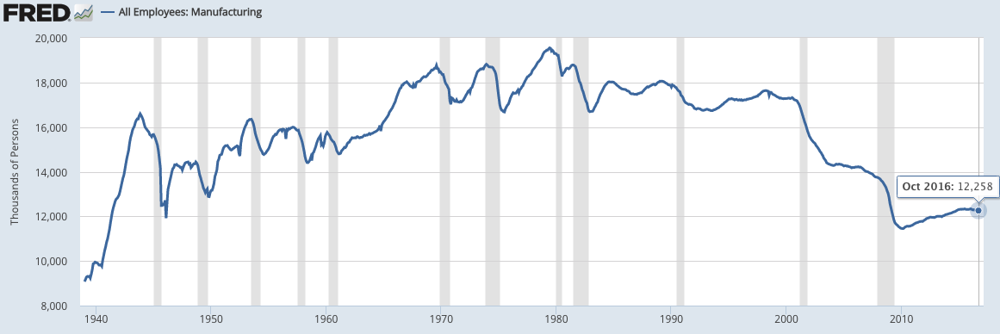 FRED All Employees: Manufacturing
20,000
18,000
16,000
14,000
12,000
10,000
8,000
Thousands of Persons
Oct 2016: 12,258
1940 1950 1960 1970 1980 1990 2000 2010